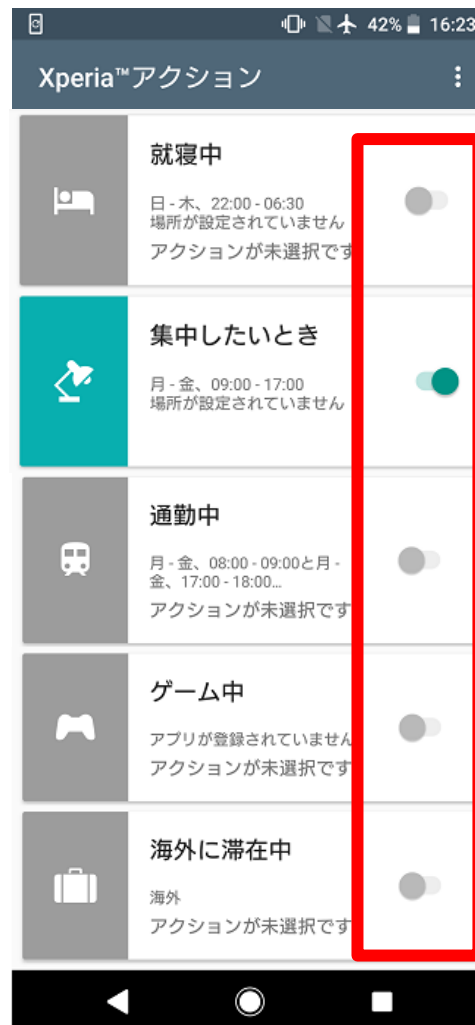 42% 16:23
Xperia™アクション
就寝中
日 - 木、22:00 - 06:30
場所が設定されていません
アクションが未選択です
集中したいとき
月 - 金、09:00 - 17:00
場所が設定されていません
通勤中
月 - 金、08:00 - 09:00と月 -
金、17:00 - 18:00...
アクションが未選択です
ゲーム中
アプリが登録されていません
アクションが未選択です
海外に滞在中
海外
アクションが未選択です